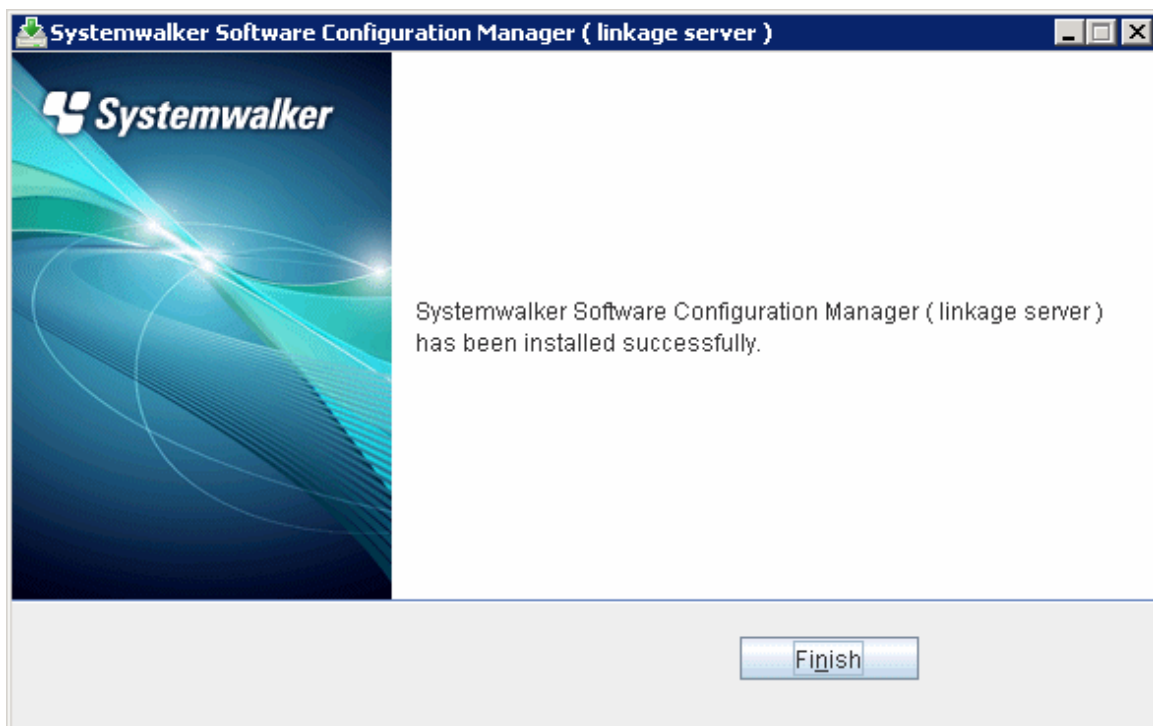 Systemwalker Software Configuration Manager ( linkage server )
Systemwalker
Systemwalker Software Configuration Manager ( linkage server )
has been installed successfully.
Finish